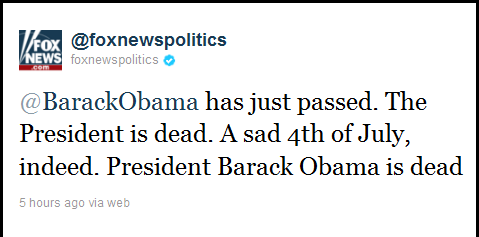 FOX
NEWS
.com
@foxnewspolitics
foxnewspolitics
@BarackObama has just passed. The
President is dead. A sad 4th of July,
indeed. President Barack Obama is dead
5 hours ago via web